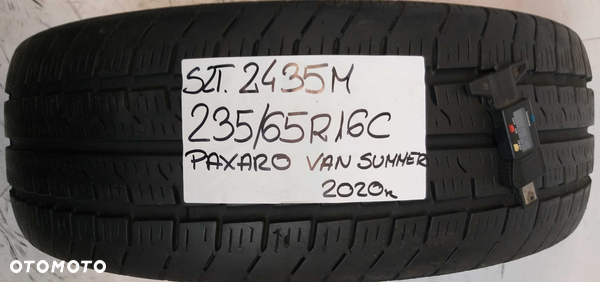 SZT. 2435M
235/65R16C
PAXARO VAN SUMMER
2020r
OTOMOTO